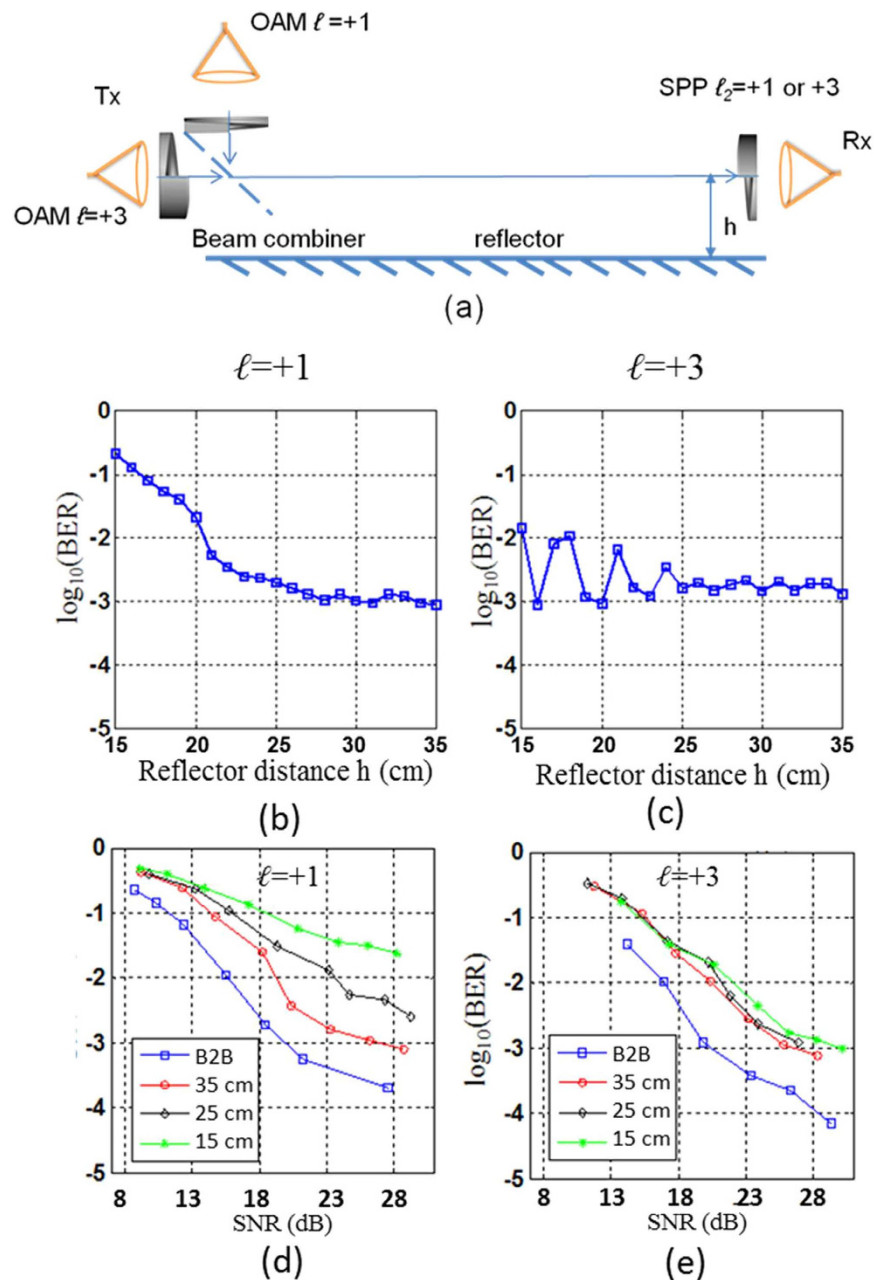 OAM ℓ=+1
Tx
SPP ℓ2=+1 or +3
Rx
OAM ℓ=+3
Beam combiner
reflector
h
(a)
ℓ=+1
ℓ=+3
0
-1
-2
-3
-4
-5
log10(BER)
15 20 25 30 35
Reflector distance h (cm)
(b)
0
-1
-2
-3
-4
-5
log10(BER)
15 20 25 30 35
Reflector distance h (cm)
(c)
ℓ=+1
0
-1
-2
-3
-4
-5
B2B
35 cm
25 cm
15 cm
8 13 18 23 28
SNR (dB)
(d)
ℓ=+3
0
-1
-2
-3
-4
-5
log10(BER)
B2B
35 cm
25 cm
15 cm
8 13 18 23 28
SNR (dB)
(e)